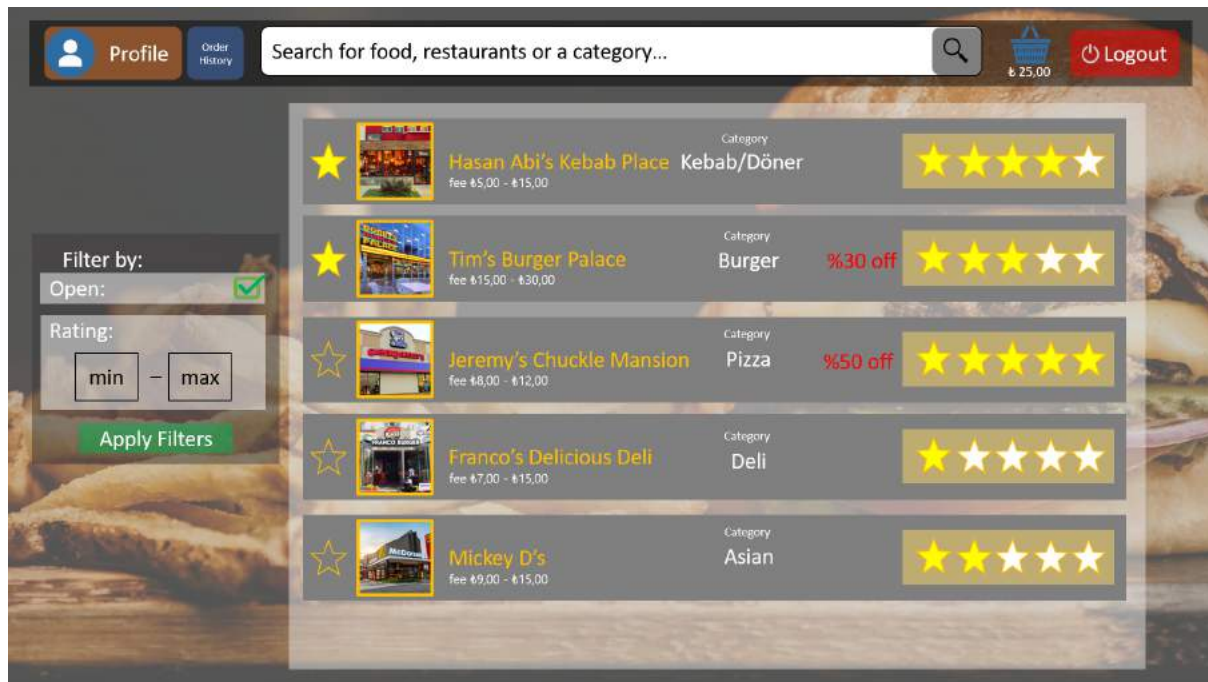 Profile
Order
History
Search for food, restaurants or a category...
₺ 25,00
Logout
Filter by:
Open:
Rating:
min – max
Apply Filters
Category
Hasan Abi's Kebab Place Kebab/Döner
fee ₺5,00 - ₺15,00
Category
Tim's Burger Palace Burger %30 off
fee ₺15,00 - ₺30,00
Category
Jeremy's Chuckle Mansion Pizza %50 off
fee ₺8,00 - ₺12,00
Category
Franco's Delicious Deli Deli
fee ₺7,00 - ₺15,00
FRANCO BURGER
Category
Mickey D's Asian
fee ₺9,00 - ₺15,00